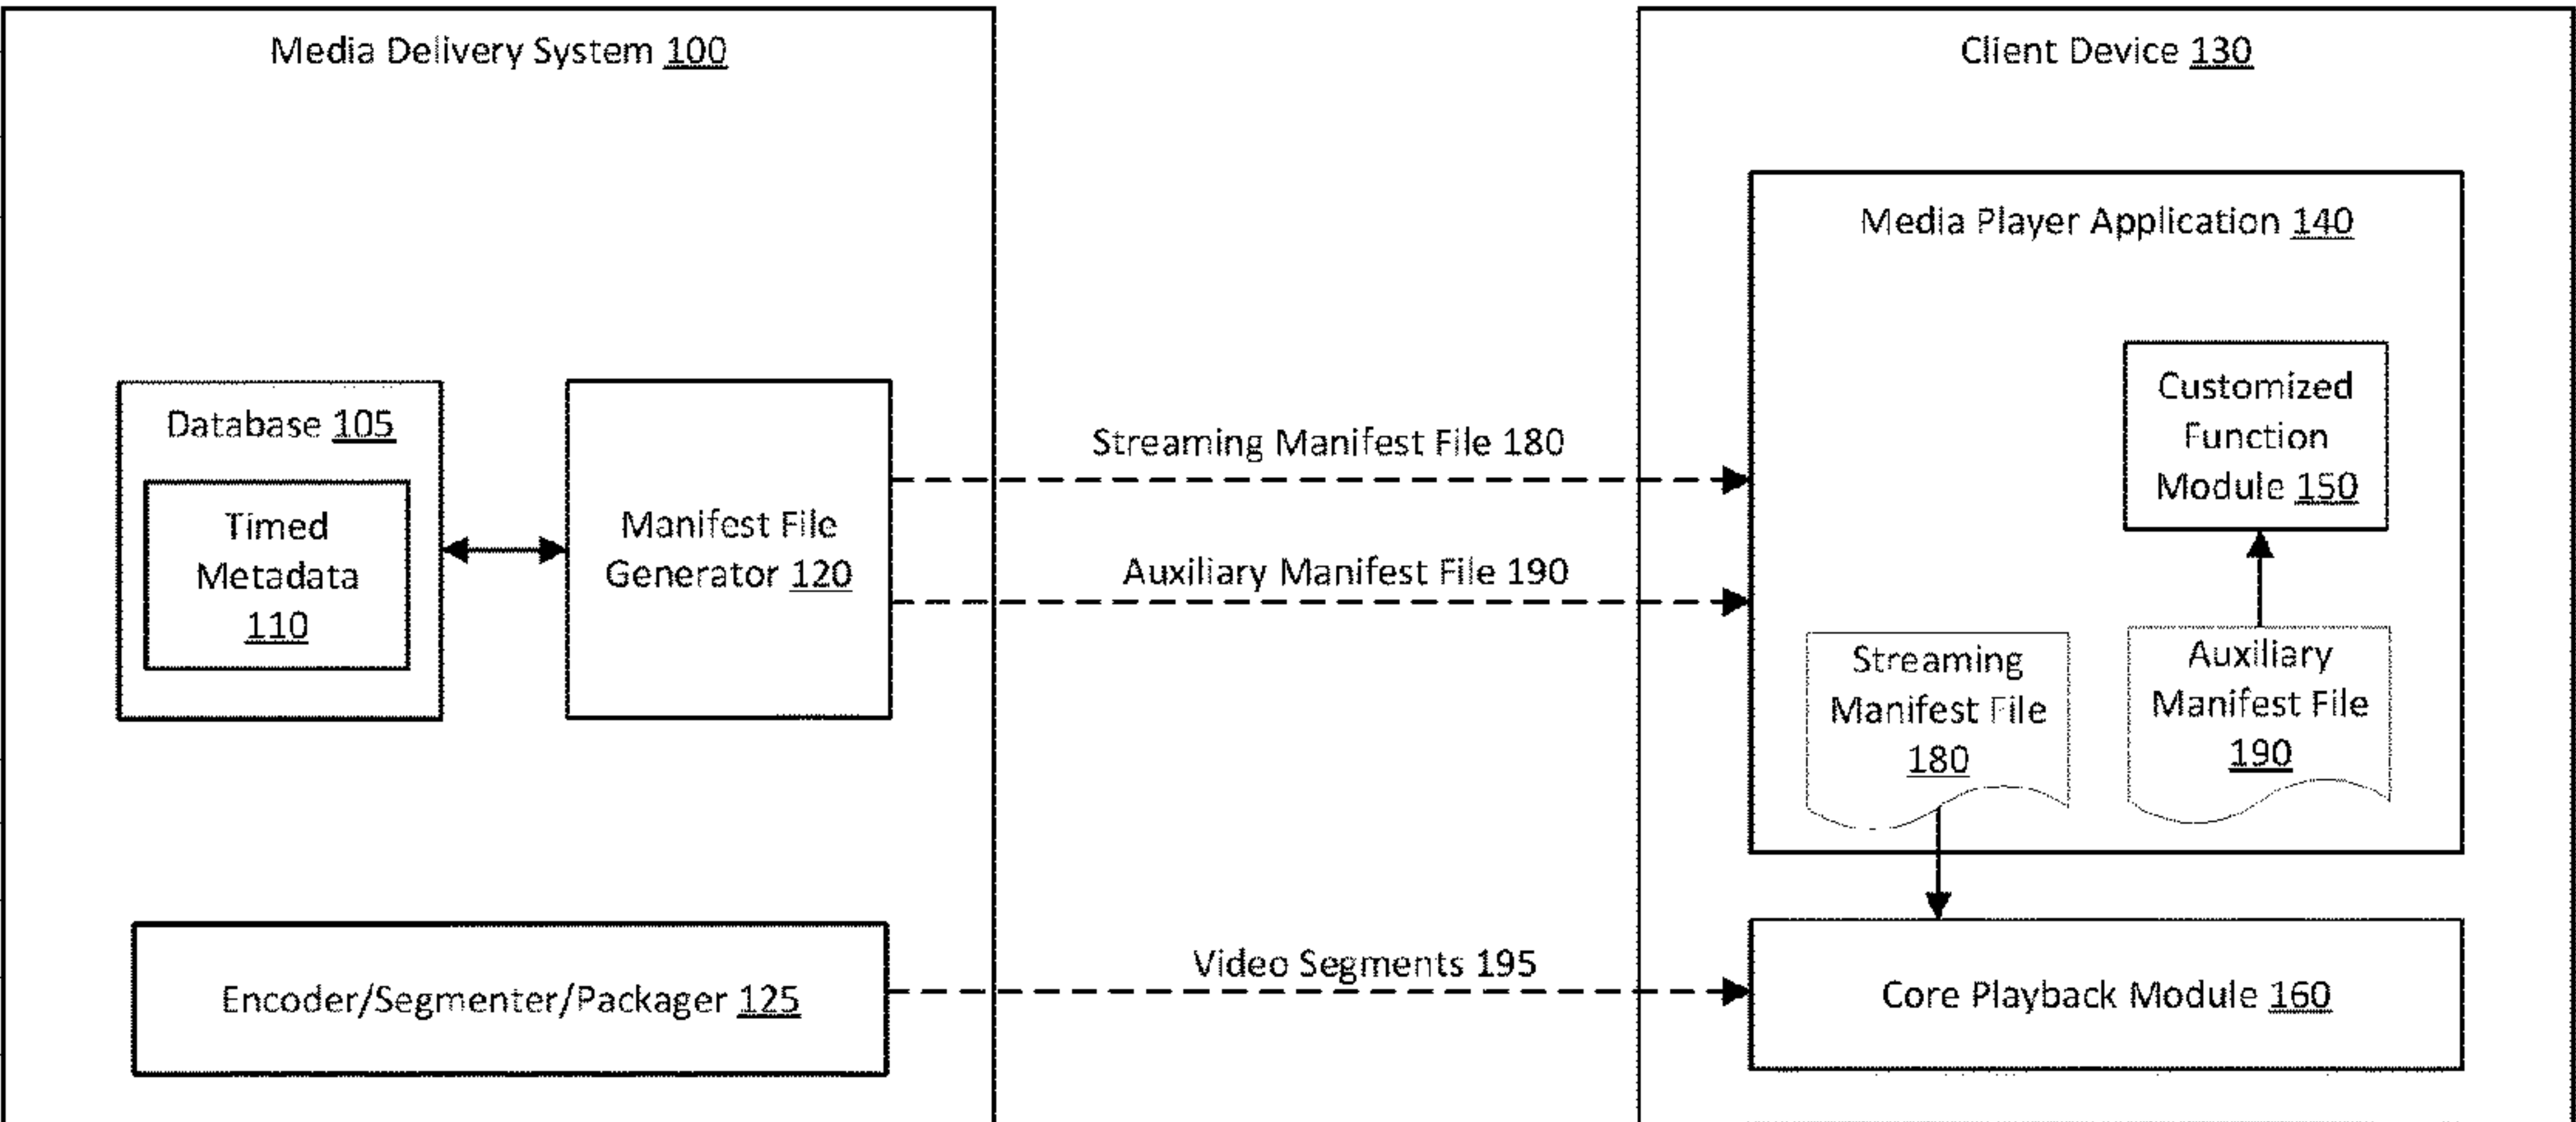 Media Delivery System 100
Database 105
Timed
Metadata
110
Manifest File
Generator 120
Encoder/Segmenter/Packager 125
Streaming Manifest File 180
Auxiliary Manifest File 190
Video Segments 195
Client Device 130
Media Player Application 140
Customized
Function
Module 150
Streaming
Manifest File
180
Auxiliary
Manifest File
190
Core Playback Module 160